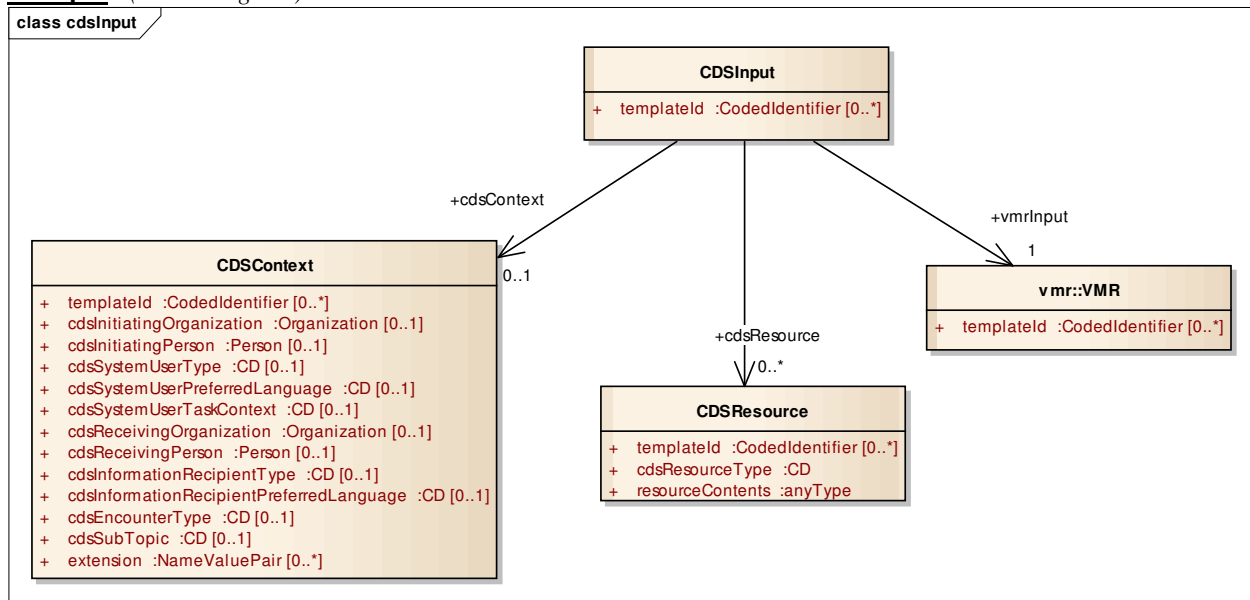 class cdsInput
CDSInput
+ templateId :CodedIdentifier [0..*]
+cdsContext
0..1
+cdsResource
0..*
+vmrInput
1
CDSContext
+ templateId :CodedIdentifier [0..*]
+ cdsInitiatingOrganization :Organization [0..1]
+ cdsInitiatingPerson :Person [0..1]
+ cdsSystemUserType :CD [0..1]
+ cdsSystemUserPreferredLanguage :CD [0..1]
+ cdsSystemUserTaskContext :CD [0..1]
+ cdsReceivingOrganization :Organization [0..1]
+ cdsReceivingPerson :Person [0..1]
+ cdsInformationRecipientType :CD [0..1]
+ cdsInformationRecipientPreferredLanguage :CD [0..1]
+ cdsEncounterType :CD [0..1]
+ cdsSubTopic :CD [0..1]
+ extension :NameValuePair [0..*]
CDSResource
+ templateId :CodedIdentifier [0..*]
+ cdsResourceType :CD
+ resourceContents :anyType
vmr::VMR
+ templateId :CodedIdentifier [0..*]